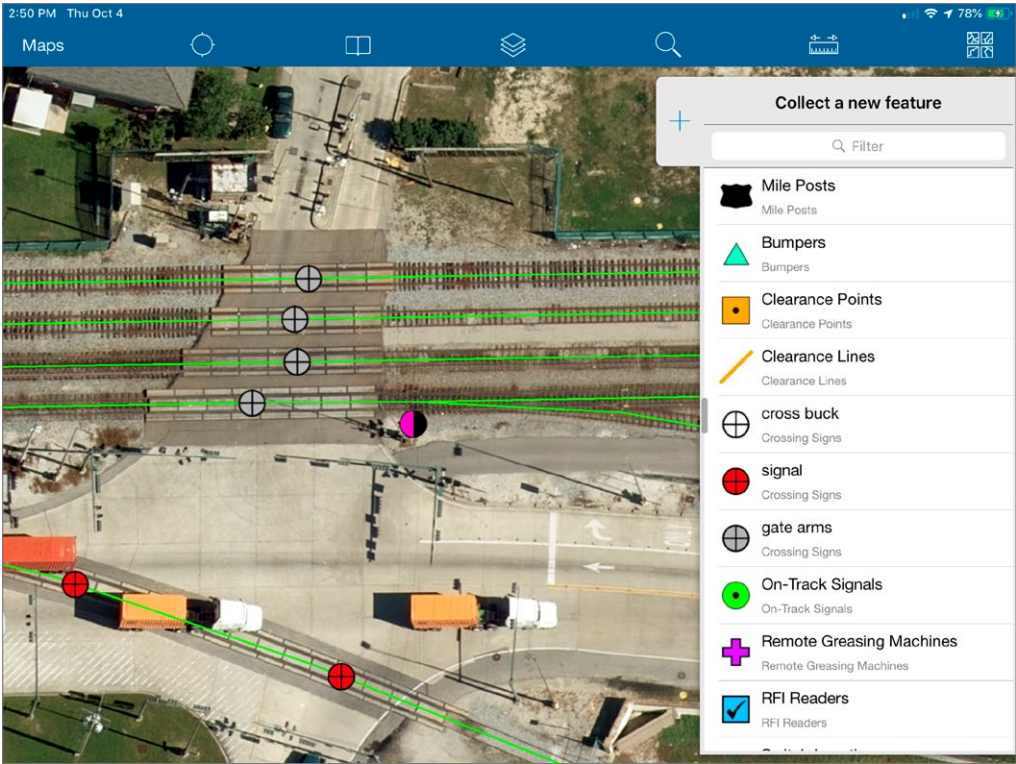 2:50 PM Thu Oct 4
78%
Maps
Collect a new feature
Filter
Mile Posts
Mile Posts
Bumpers
Bumpers
Clearance Points
Clearance Points
Clearance Lines
Clearance Lines
cross buck
Crossing Signs
signal
Crossing Signs
gate arms
Crossing Signs
On-Track Signals
On-Track Signals
Remote Greasing Machines
Remote Greasing Machines
RFI Readers
RFI Readers